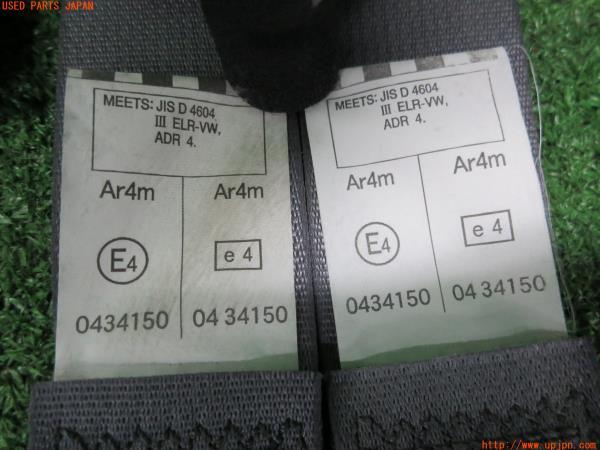 USED PARTS JAPAN
MEETS: JIS D 4604
III ELR-VW,
ADR 4.
Ar4m Ar4m
E4 e 4
0434150 04 34150
MEETS: JIS D 4604
III ELR-VW,
ADR 4.
Ar4m Ar4m
E4 e 4
0434150 04 34150
https://www.upjpn.com